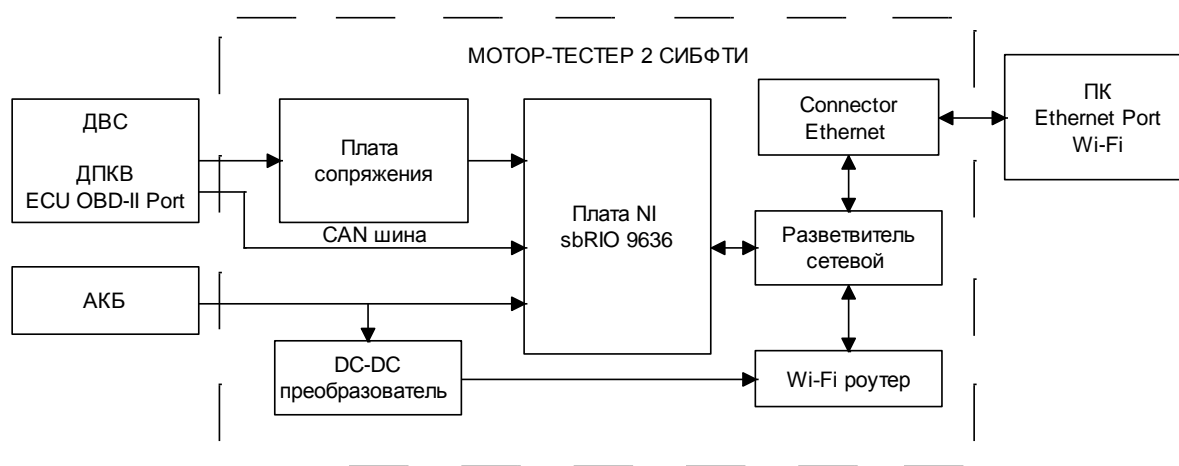 МОТОР-ТЕСТЕР 2 СИБФТИ
ДВС
ДПКВ
ECU OBD-II Port
Плата
сопряжения
CAN шина
АКБ
DC-DC
преобразователь
Плата NI
sbRIO 9636
Connector
Ethernet
Разветвитель
сетевой
Wi-Fi роутер
ПК
Ethernet Port
Wi-Fi